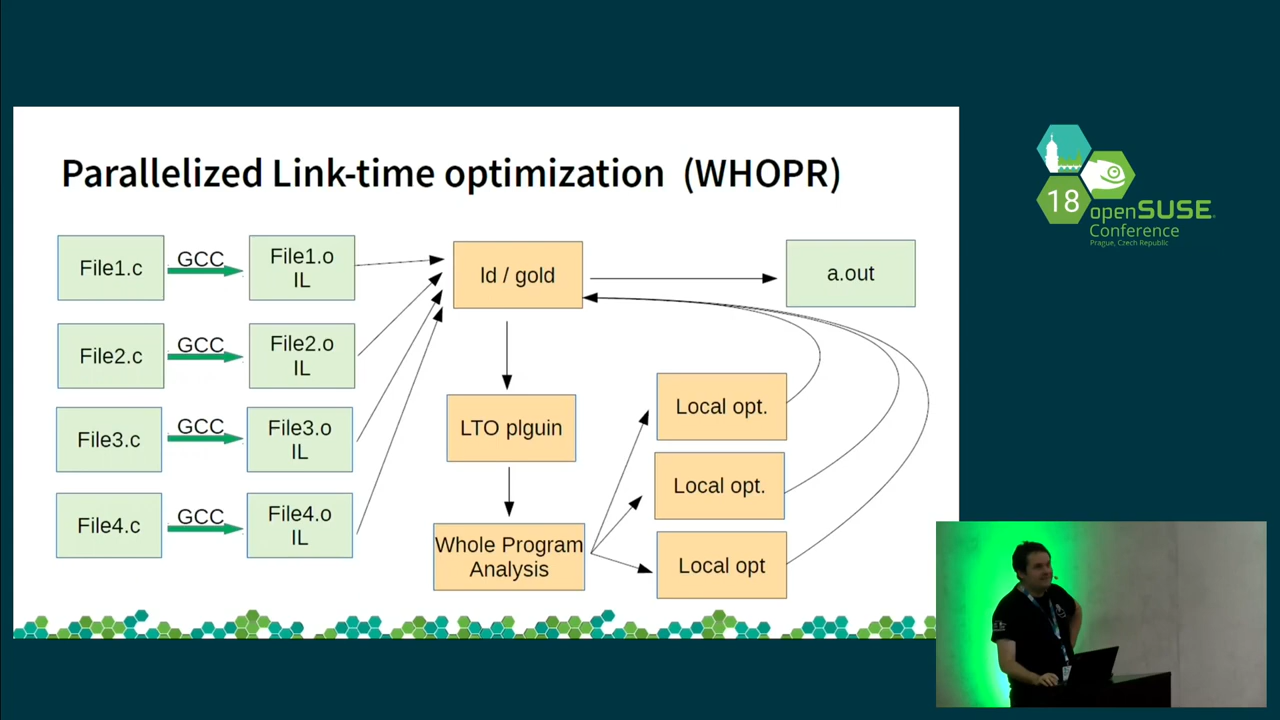 Parallelized Link-time optimization (WHOPR)
File1.c
GCC
File1.o
IL
ld / gold
a.out
File2.c
GCC
File2.o
IL
File3.c
GCC
File3.o
IL
LTO plguin
Local opt.
Local opt.
File4.c
GCC
File4.o
IL
Whole Program
Analysis
Local opt
18
openSUSE
Conference
Prague, Czech Republic